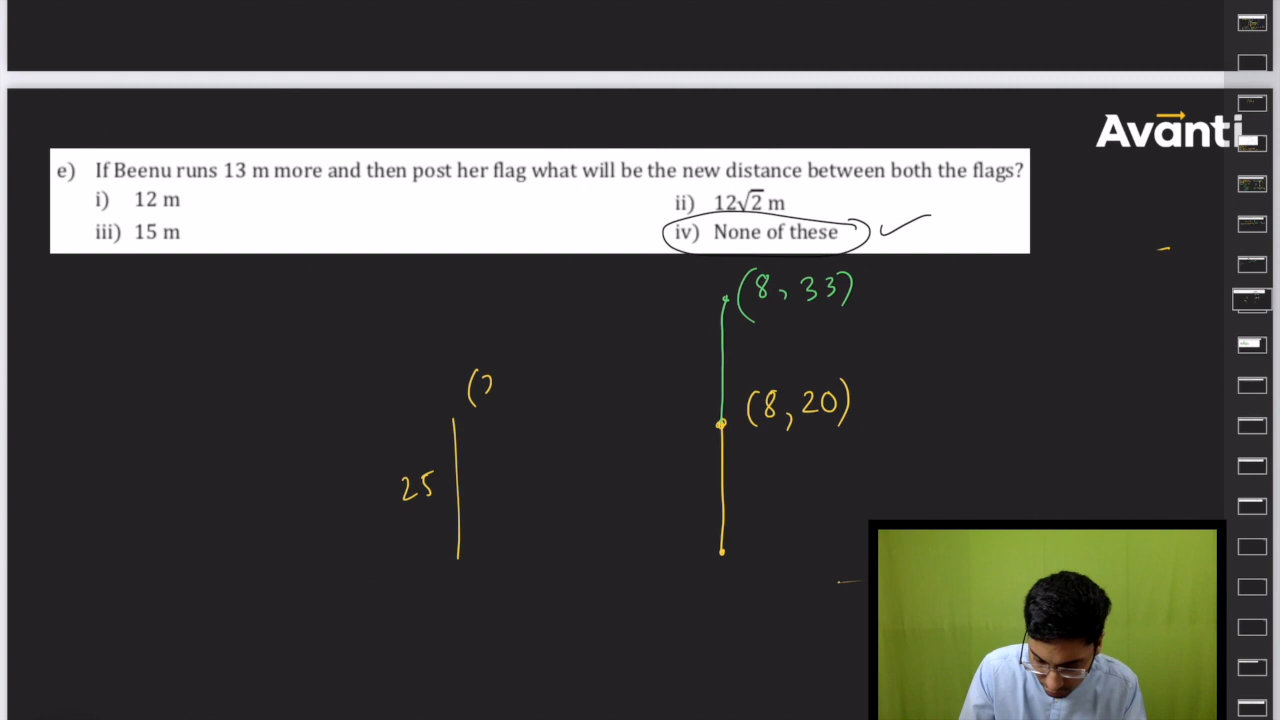 Avanti
e) If Beenu runs 13 m more and then post her flag what will be the new distance between both the flags?
i) 12 m
ii) 12√2 m
iii) 15 m
iv) None of these
(8, 33)
(8, 20)
25